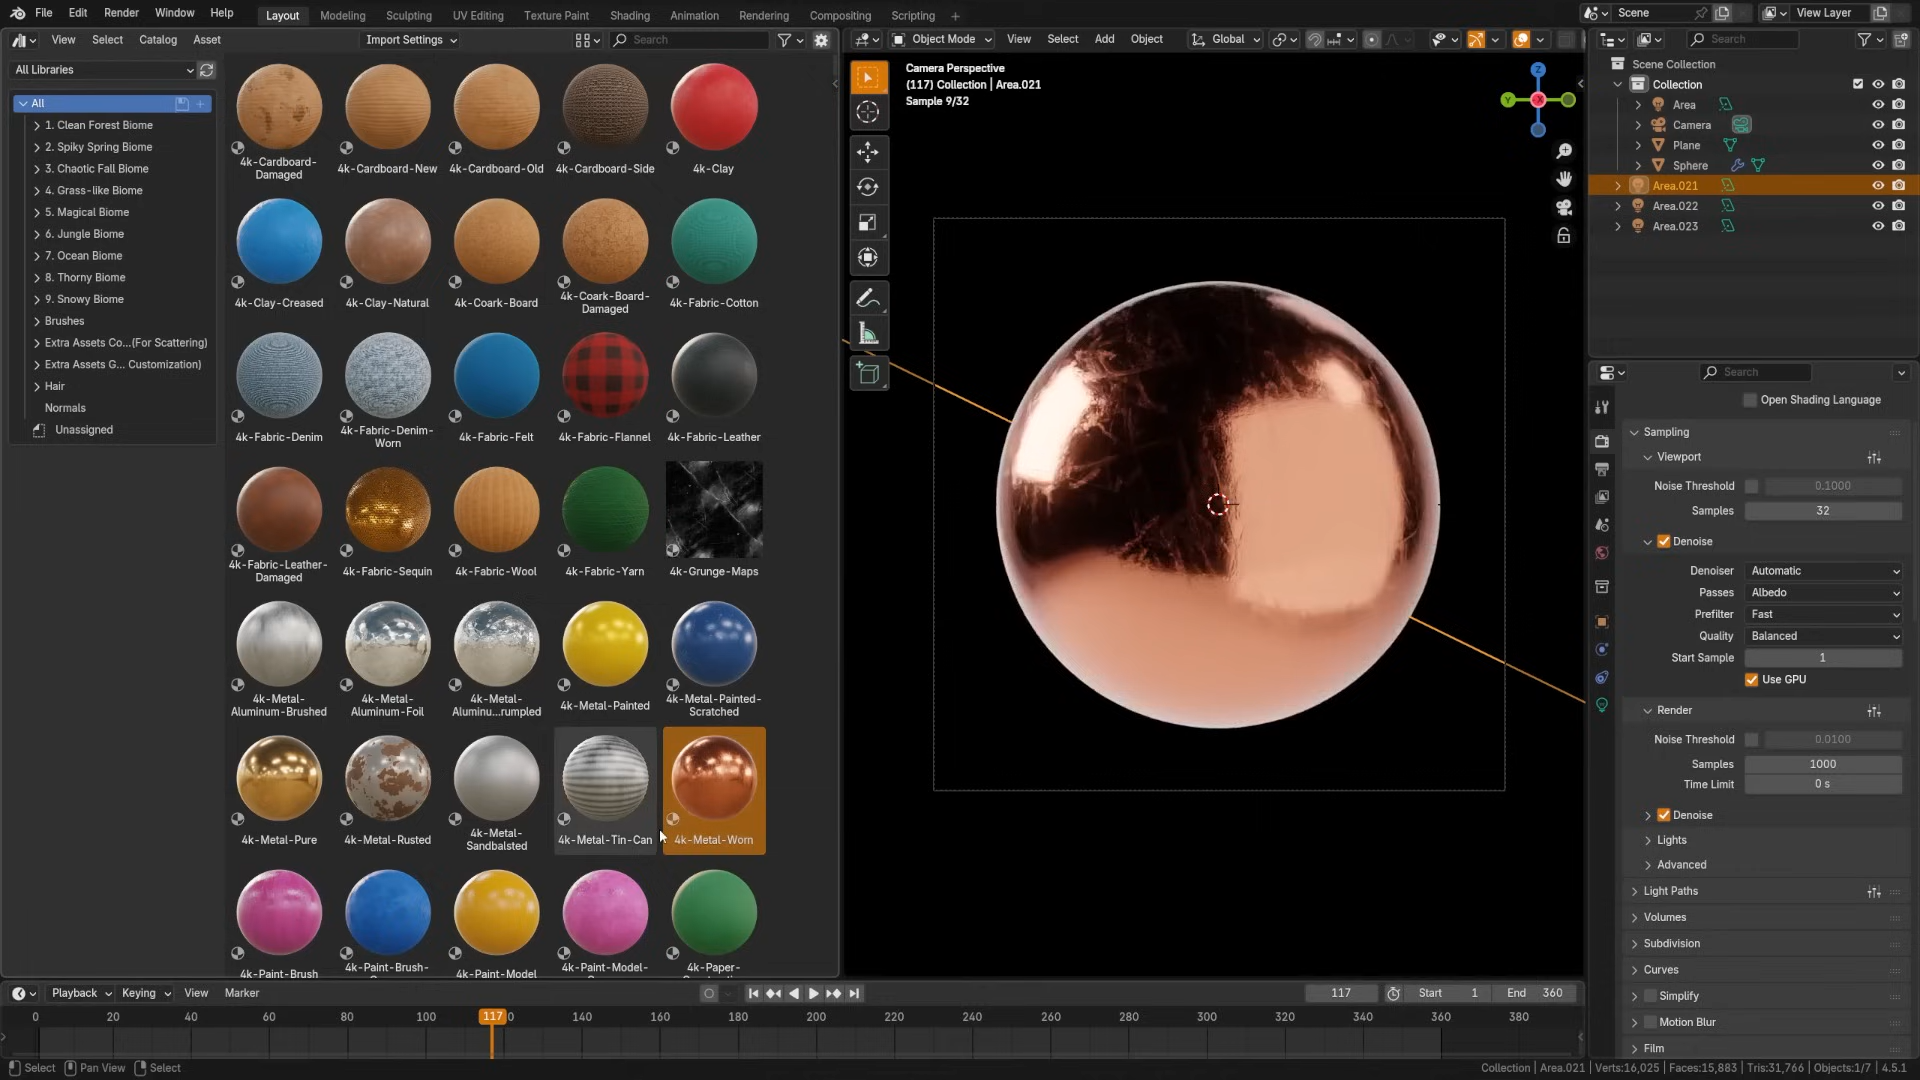 File Edit Render Window Help
Layout Modeling Sculpting UV Editing Texture Paint Shading Animation Rendering Compositing Scripting +
Scene
View Layer
View Select Catalog Asset
Import Settings
Search
Object Mode
View Select Add Object
Global
Search
All Libraries
All
1. Clean Forest Biome
2. Spiky Spring Biome
3. Chaotic Fall Biome
4. Grass-like Biome
5. Magical Biome
6. Jungle Biome
7. Ocean Biome
8. Thorny Biome
9. Snowy Biome
Brushes
Extra Assets Co...(For Scattering)
Extra Assets G... Customization)
Hair
Normals
Unassigned
4k-Cardboard-Damaged
4k-Cardboard-New
4k-Cardboard-Old
4k-Cardboard-Side
4k-Clay
4k-Clay-Creased
4k-Clay-Natural
4k-Coark-Board
4k-Coark-Board-Damaged
4k-Fabric-Cotton
4k-Fabric-Denim
4k-Fabric-Denim-Worn
4k-Fabric-Felt
4k-Fabric-Flannel
4k-Fabric-Leather
4k-Fabric-Leather-Damaged
4k-Fabric-Sequin
4k-Fabric-Wool
4k-Fabric-Yarn
4k-Grunge-Maps
4k-Metal-Aluminum-Brushed
4k-Metal-Aluminum-Foil
4k-Metal-Aluminu...rumpled
4k-Metal-Painted
4k-Metal-Painted-Scratched
4k-Metal-Pure
4k-Metal-Rusted
4k-Metal-Sandbalsted
4k-Metal-Tin-Can
4k-Metal-Worn
4k-Paint-Brush
4k-Paint-Brush-
4k-Paint-Model
4k-Paint-Model-
4k-Paper-
Camera Perspective
(117) Collection | Area.021
Sample 9/32
Z
Y
X
Scene Collection
Collection
Area
Camera
Plane
Sphere
Area.021
Area.022
Area.023
Search
Open Shading Language
Sampling
Viewport
Noise Threshold 0.1000
Samples 32
Denoise
Denoiser Automatic
Passes Albedo
Prefilter Fast
Quality Balanced
Start Sample 1
Use GPU
Render
Noise Threshold 0.0100
Samples 1000
Time Limit 0 s
Denoise
Lights
Advanced
Light Paths
Volumes
Subdivision
Curves
Simplify
Motion Blur
Film
Playback Keying View Marker
117
Start 1
End 360
0 20 40 60 80 100 117 0 140 160 180 200 220 240 260 280 300 320 340 360 380
Select Pan View Select
Collection | Area.021 | Verts:16,025 | Faces:15,883 | Tris:31,766 | Objects:1/7 | 4.5.1